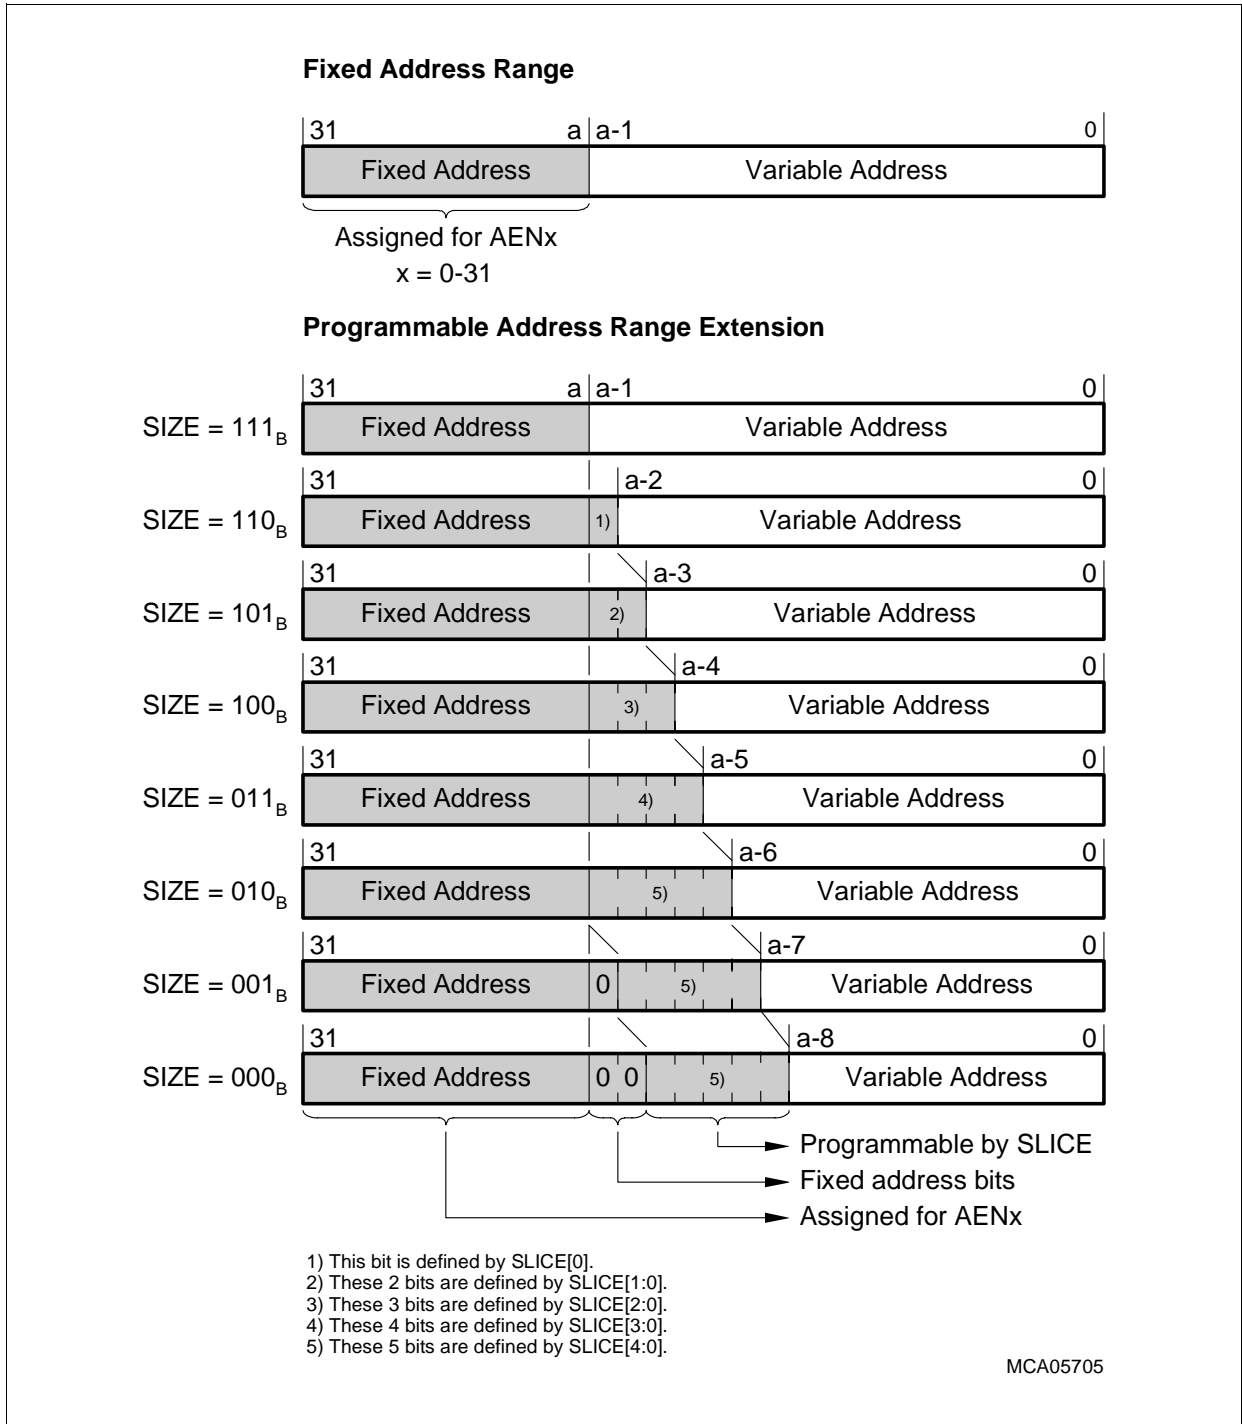 Fixed Address Range
31 a a-1 0
Fixed Address Variable Address
Assigned for AENx
x = 0-31
Programmable Address Range Extension
31 a a-1 0
SIZE = 111B Fixed Address Variable Address
31 a-2 0
SIZE = 110B Fixed Address 1) Variable Address
31 a-3 0
SIZE = 101B Fixed Address 2) Variable Address
31 a-4 0
SIZE = 100B Fixed Address 3) Variable Address
31 a-5 0
SIZE = 011B Fixed Address 4) Variable Address
31 a-6 0
SIZE = 010B Fixed Address 5) Variable Address
31 a-7 0
SIZE = 001B Fixed Address 0 5) Variable Address
31 a-8 0
SIZE = 000B Fixed Address 0 0 5) Variable Address
Programmable by SLICE
Fixed address bits
Assigned for AENx
1) This bit is defined by SLICE[0].
2) These 2 bits are defined by SLICE[1:0].
3) These 3 bits are defined by SLICE[2:0].
4) These 4 bits are defined by SLICE[3:0].
5) These 5 bits are defined by SLICE[4:0].
MCA05705